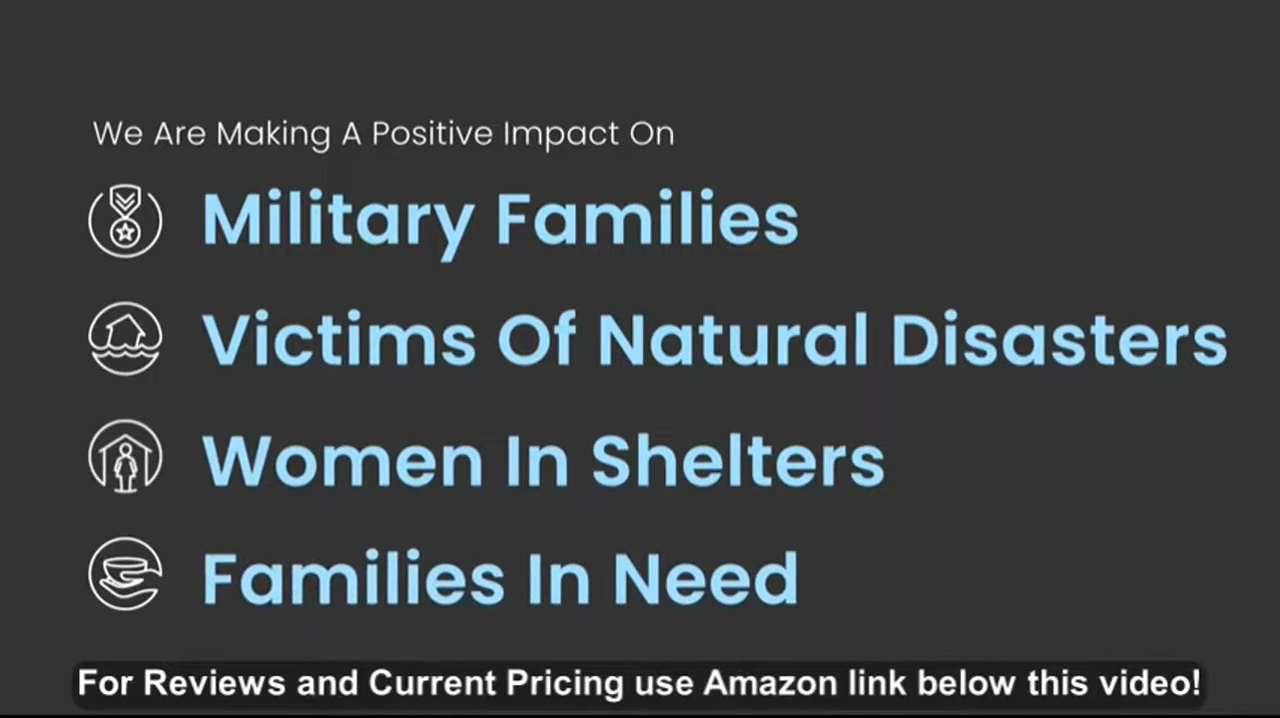 We Are Making A Positive Impact On
Military Families
Victims Of Natural Disasters
Women In Shelters
Families In Need
For Reviews and Current Pricing use Amazon link below this video!